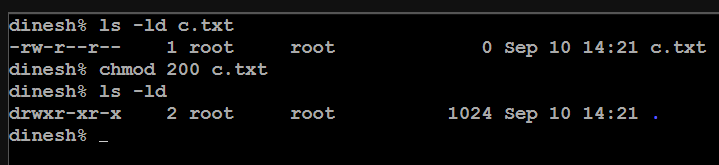 dinesh% ls -ld c.txt
-rw-r--r-- 1 root root 0 Sep 10 14:21 c.txt
dinesh% chmod 200 c.txt
dinesh% ls -ld
drwxr-xr-x 2 root root 1024 Sep 10 14:21 .
dinesh% _